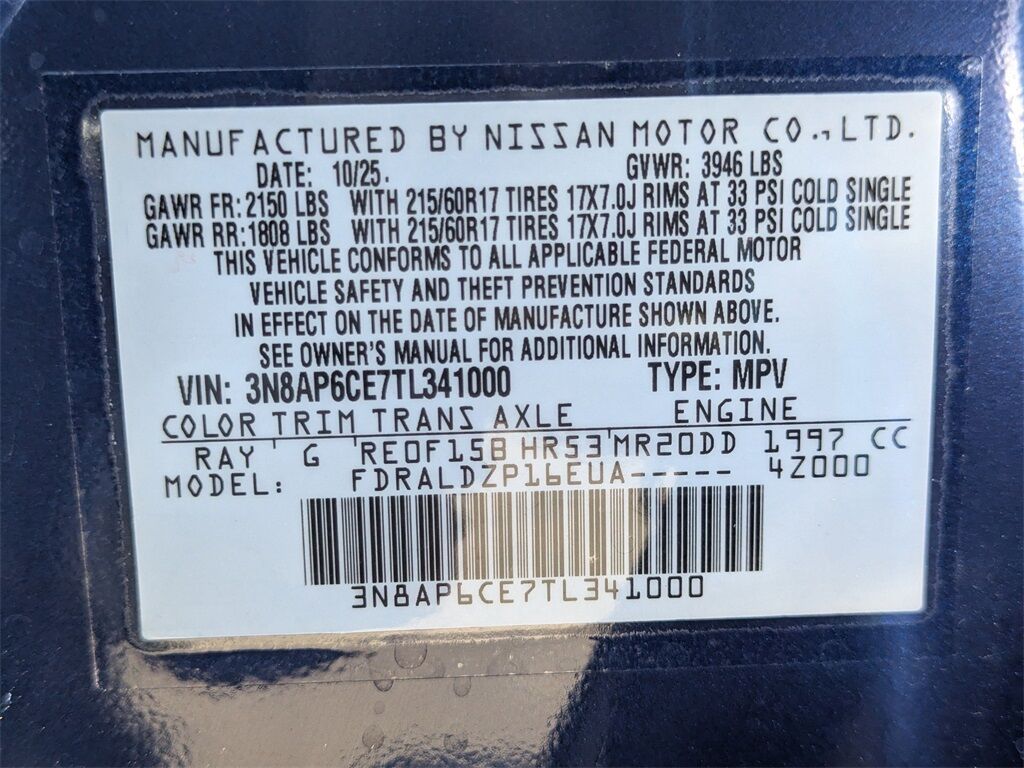 MANUFACTURED BY NISSAN MOTOR CO., LTD.
DATE: 10/25. GVWR: 3946 LBS
GAWR FR: 2150 LBS WITH 215/60R17 TIRES 17X7.0J RIMS AT 33 PSI COLD SINGLE
GAWR RR: 1808 LBS WITH 215/60R17 TIRES 17X7.0J RIMS AT 33 PSI COLD SINGLE
THIS VEHICLE CONFORMS TO ALL APPLICABLE FEDERAL MOTOR
VEHICLE SAFETY AND THEFT PREVENTION STANDARDS
IN EFFECT ON THE DATE OF MANUFACTURE SHOWN ABOVE.
SEE OWNER'S MANUAL FOR ADDITIONAL INFORMATION.
VIN: 3N8AP6CE7TL341000 TYPE: MPV
COLOR TRIM TRANS AXLE ENGINE
RAY G RE0F15B HR53 MR20DD 1997 CC
MODEL: FDRALDZP16EUA----- 4Z000
3N8AP6CE7TL341000